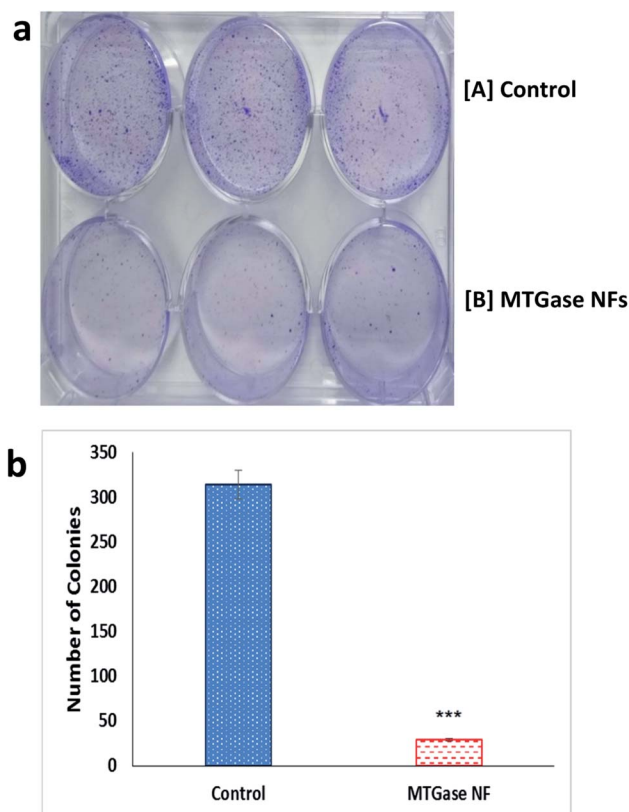 a
[A] Control
[B] MTGase NFs
b
350
300
250
200
150
100
50
0
Number of Colonies
***
Control
MTGase NF